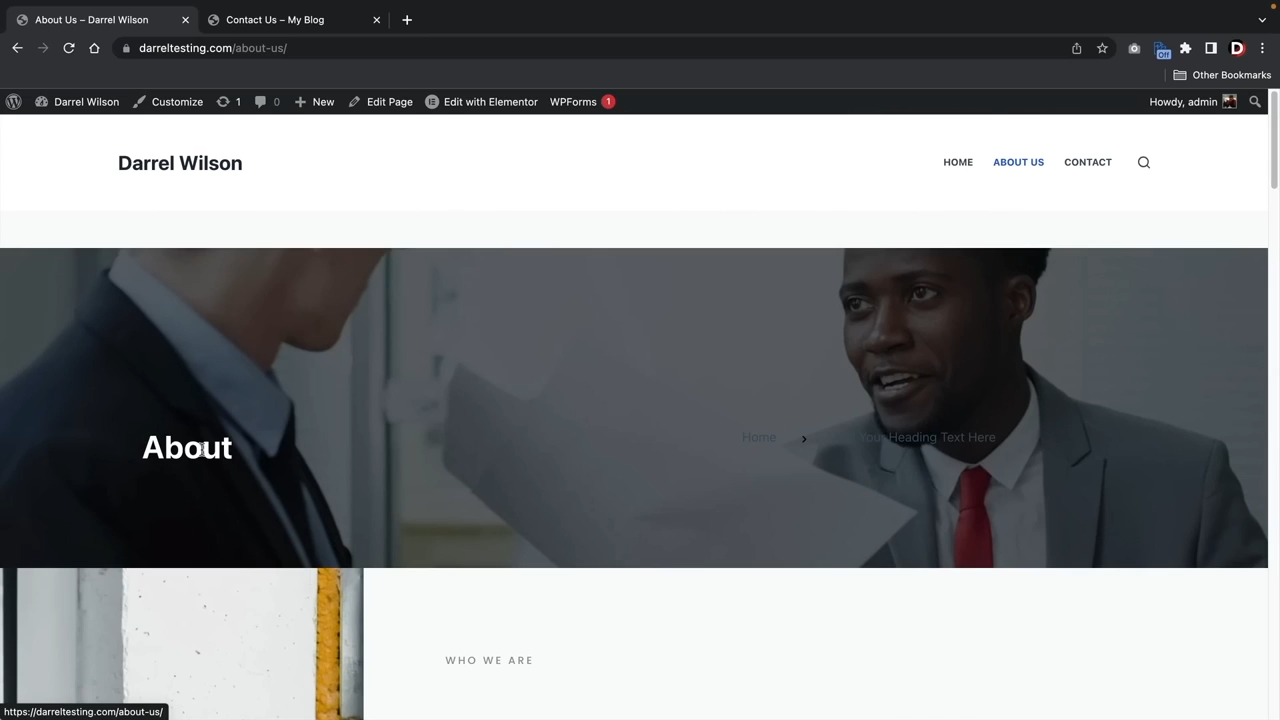 About Us – Darrel Wilson
Contact Us – My Blog
darreltesting.com/about-us/
Off
D
Other Bookmarks
Darrel Wilson
Customize
1
0
New
Edit Page
Edit with Elementor
WPForms 1
Howdy, admin
Darrel Wilson
HOME
ABOUT US
CONTACT
About
Home
Your Heading Text Here
WHO WE ARE
https://darreltesting.com/about-us/